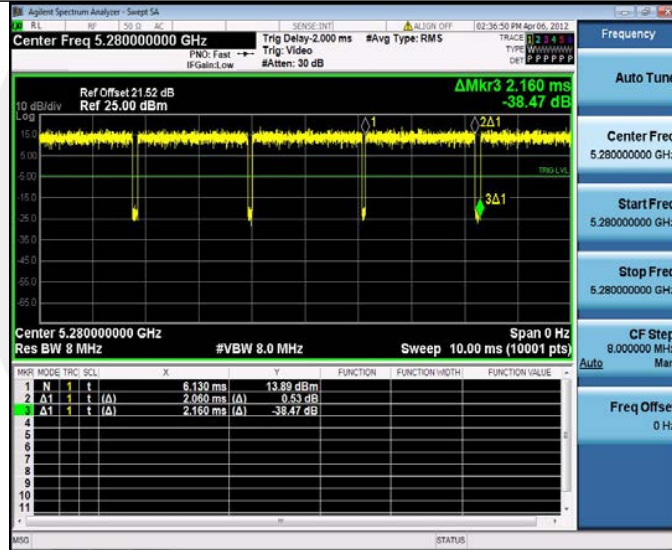 Agilent Spectrum Analyzer - Swept SA
RL RF 50 Ω AC SENSE:INT ALIGN OFF 02:36:50 PM Apr 06, 2012
Center Freq 5.280000000 GHz
PNO: Fast
IFGain:Low
Trig Delay-2.000 ms
Trig: Video
#Atten: 30 dB
#Avg Type: RMS
TRACE 1 2 3 4 5 6
TYPE WWWWWW
DET P P P P P P
Ref Offset 21.52 dB
10 dB/div Ref 25.00 dBm
Log
ΔMkr3 2.160 ms
-38.47 dB
15.0
5.00
-5.00
-15.0
-25.0
-35.0
-45.0
-55.0
-65.0
1
2Δ1
TRIG LVL
3Δ1
Center 5.280000000 GHz Span 0 Hz
Res BW 8 MHz #VBW 8.0 MHz Sweep 10.00 ms (10001 pts)
MKR MODE TRC SCL X Y FUNCTION FUNCTION WIDTH FUNCTION VALUE
1 N 1 t 6.130 ms 13.89 dBm
2 Δ1 1 t (Δ) 2.060 ms (Δ) 0.53 dB
3 Δ1 1 t (Δ) 2.160 ms (Δ) -38.47 dB
4
5
6
7
8
9
10
11
MSG STATUS
Frequency
Auto Tune
Center Freq
5.280000000 GHz
Start Freq
5.280000000 GHz
Stop Freq
5.280000000 GHz
CF Step
8.000000 MHz
Auto Man
Freq Offset
0 Hz